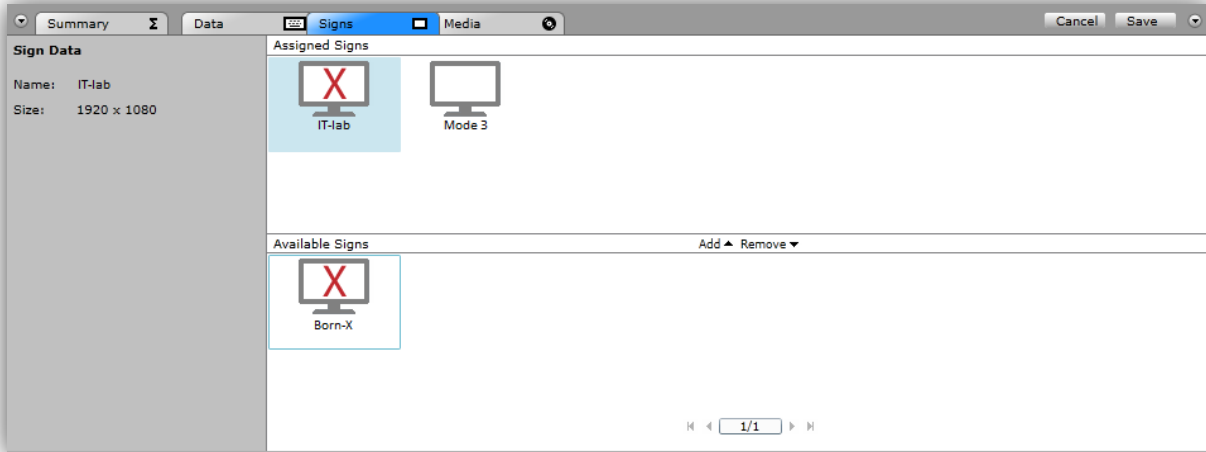 Summary Σ Data Signs Media Cancel Save
Sign Data
Name: IT-lab
Size: 1920 x 1080
Assigned Signs
X
IT-lab Mode 3
Available Signs Add ▲ Remove ▼
X
Born-X
1/1